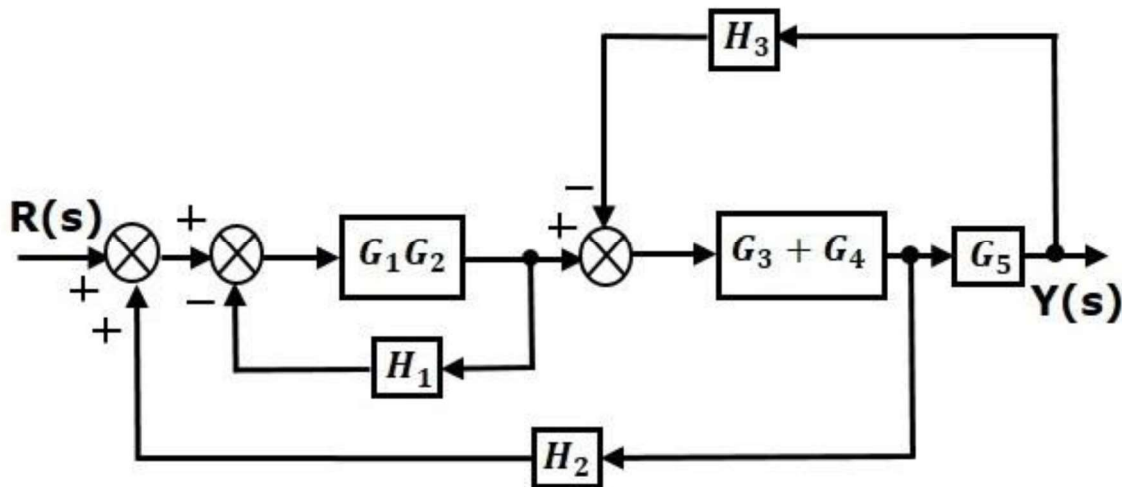 H₃
−
R(s)
+
+
G₁G₂
G₃ + G₄
G₅
+
−
Y(s)
+
H₁
H₂